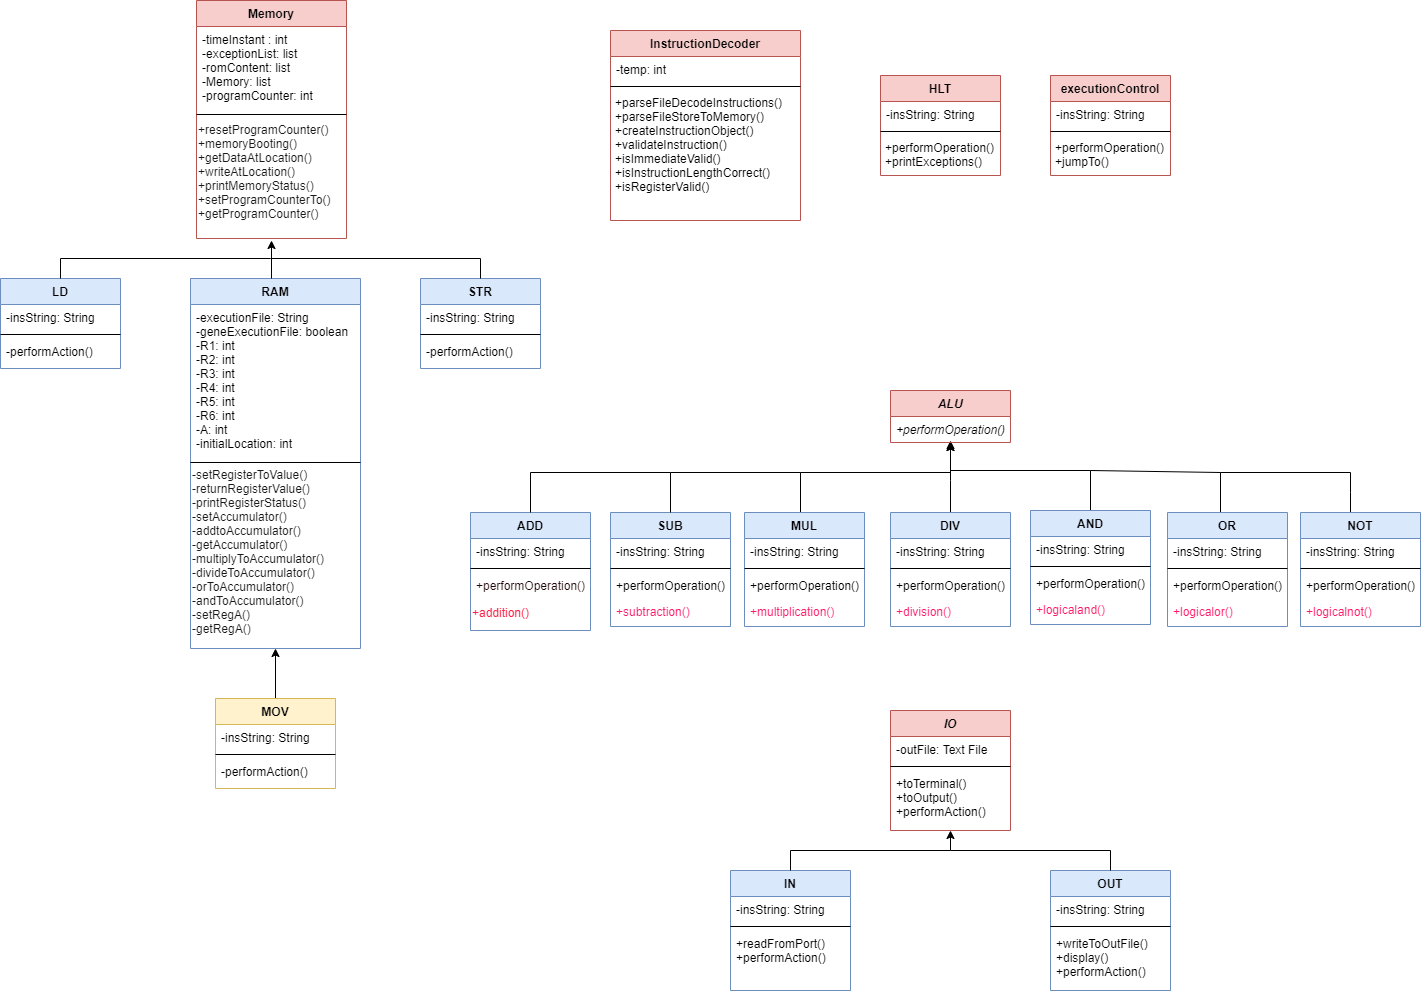 Memory
-timeInstant : int
-exceptionList: list
-romContent: list
-Memory: list
-programCounter: int
+resetProgramCounter()
+memoryBooting()
+getDataAtLocation()
+writeAtLocation()
+printMemoryStatus()
+setProgramCounterTo()
+getProgramCounter()
InstructionDecoder
-temp: int
+parseFileDecodeInstructions()
+parseFileStoreToMemory()
+createInstructionObject()
+validateInstruction()
+isImmediateValid()
+isInstructionLengthCorrect()
+isRegisterValid()
HLT
-insString: String
+performOperation()
+printExceptions()
executionControl
-insString: String
+performOperation()
+jumpTo()
LD
-insString: String
-performAction()
RAM
-executionFile: String
-geneExecutionFile: boolean
-R1: int
-R2: int
-R3: int
-R4: int
-R5: int
-R6: int
-A: int
-initialLocation: int
-setRegisterToValue()
-returnRegisterValue()
-printRegisterStatus()
-setAccumulator()
-addtoAccumulator()
-getAccumulator()
-multiplyToAccumulator()
-divideToAccumulator()
-orToAccumulator()
-andToAccumulator()
-setRegA()
-getRegA()
STR
-insString: String
-performAction()
MOV
-insString: String
-performAction()
ALU
+performOperation()
ADD
-insString: String
+performOperation()
+addition()
SUB
-insString: String
+performOperation()
+subtraction()
MUL
-insString: String
+performOperation()
+multiplication()
DIV
-insString: String
+performOperation()
+division()
AND
-insString: String
+performOperation()
+logicaland()
OR
-insString: String
+performOperation()
+logicalor()
NOT
-insString: String
+performOperation()
+logicalnot()
IO
-outFile: Text File
+toTerminal()
+toOutput()
+performAction()
IN
-insString: String
+readFromPort()
+performAction()
OUT
-insString: String
+writeToOutFile()
+display()
+performAction()